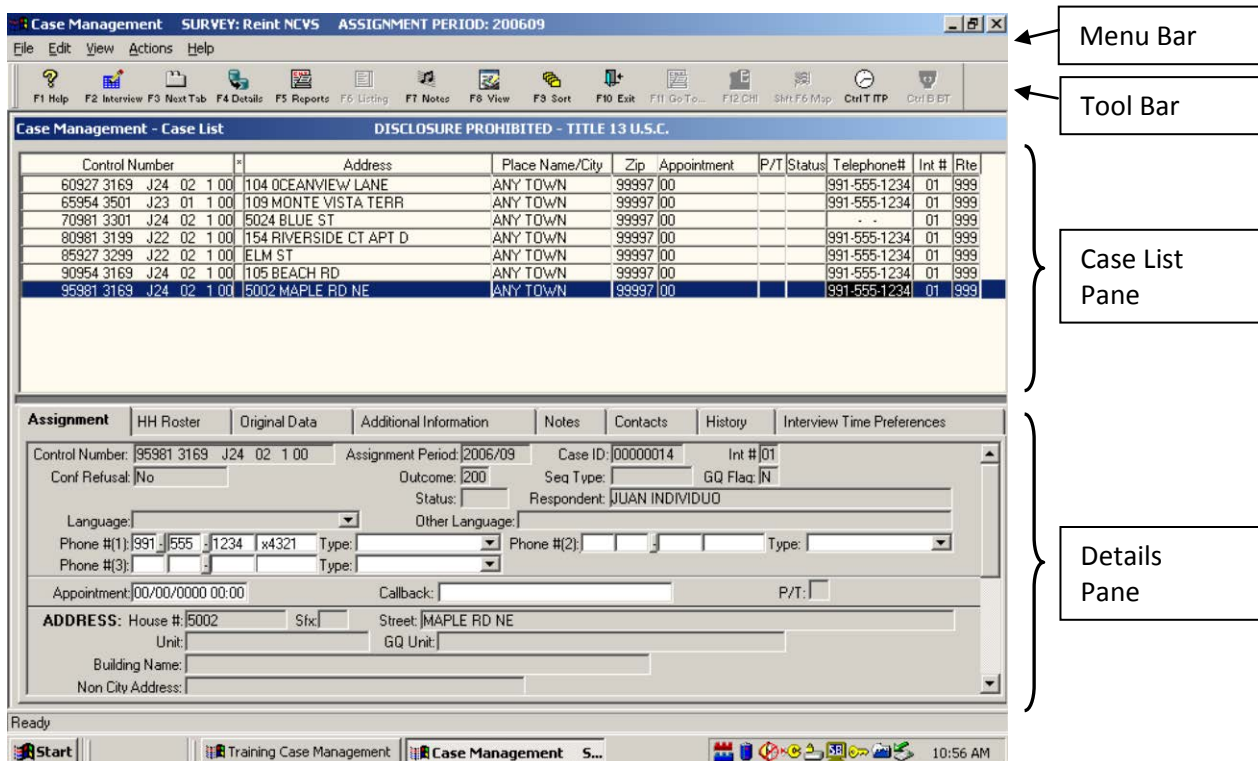 Case Management SURVEY: Reint NCVS ASSIGNMENT PERIOD: 200609
File Edit View Actions Help
F1 Help F2 Interview F3 Next Tab F4 Details F5 Reports F6 Listing F7 Notes F8 View F9 Sort F10 Exit F11 Go To... F12 CHI Shft F6 Map Ctrl T ITP Ctrl B BT
Menu Bar
Tool Bar
Case Management - Case List DISCLOSURE PROHIBITED - TITLE 13 U.S.C.
Control Number * Address Place Name/City Zip Appointment P/T Status Telephone# Int # Rte
60927 3169 J24 02 1 00 104 OCEANVIEW LANE ANY TOWN 99997 00 991-555-1234 01 999
65954 3501 J23 01 1 00 109 MONTE VISTA TERR ANY TOWN 99997 00 991-555-1234 01 999
70981 3301 J24 02 1 00 5024 BLUE ST ANY TOWN 99997 00 - - 01 999
80981 3199 J22 02 1 00 154 RIVERSIDE CT APT D ANY TOWN 99997 00 991-555-1234 01 999
85927 3299 J22 02 1 00 ELM ST ANY TOWN 99997 00 991-555-1234 01 999
90954 3169 J24 02 1 00 105 BEACH RD ANY TOWN 99997 00 991-555-1234 01 999
95981 3169 J24 02 1 00 5002 MAPLE RD NE ANY TOWN 99997 00 991-555-1234 01 999
Case List
Pane
Assignment HH Roster Original Data Additional Information Notes Contacts History Interview Time Preferences
Control Number: 95981 3169 J24 02 1 00 Assignment Period: 2006/09 Case ID: 00000014 Int # 01
Conf Refusal: No Outcome: 200 Seq Type: GQ Flag: N
Status: Respondent: JUAN INDIVIDUO
Language: Other Language:
Phone #(1): 991 - 555 - 1234 x4321 Type: Phone #(2): - Type:
Phone #(3): - Type:
Appointment: 00/00/0000 00:00 Callback: P/T:
ADDRESS: House #: 5002 Sfx: Street: MAPLE RD NE
Unit: GQ Unit:
Building Name:
Non City Address:
Details
Pane
Ready
Start Training Case Management Case Management S... 10:56 AM